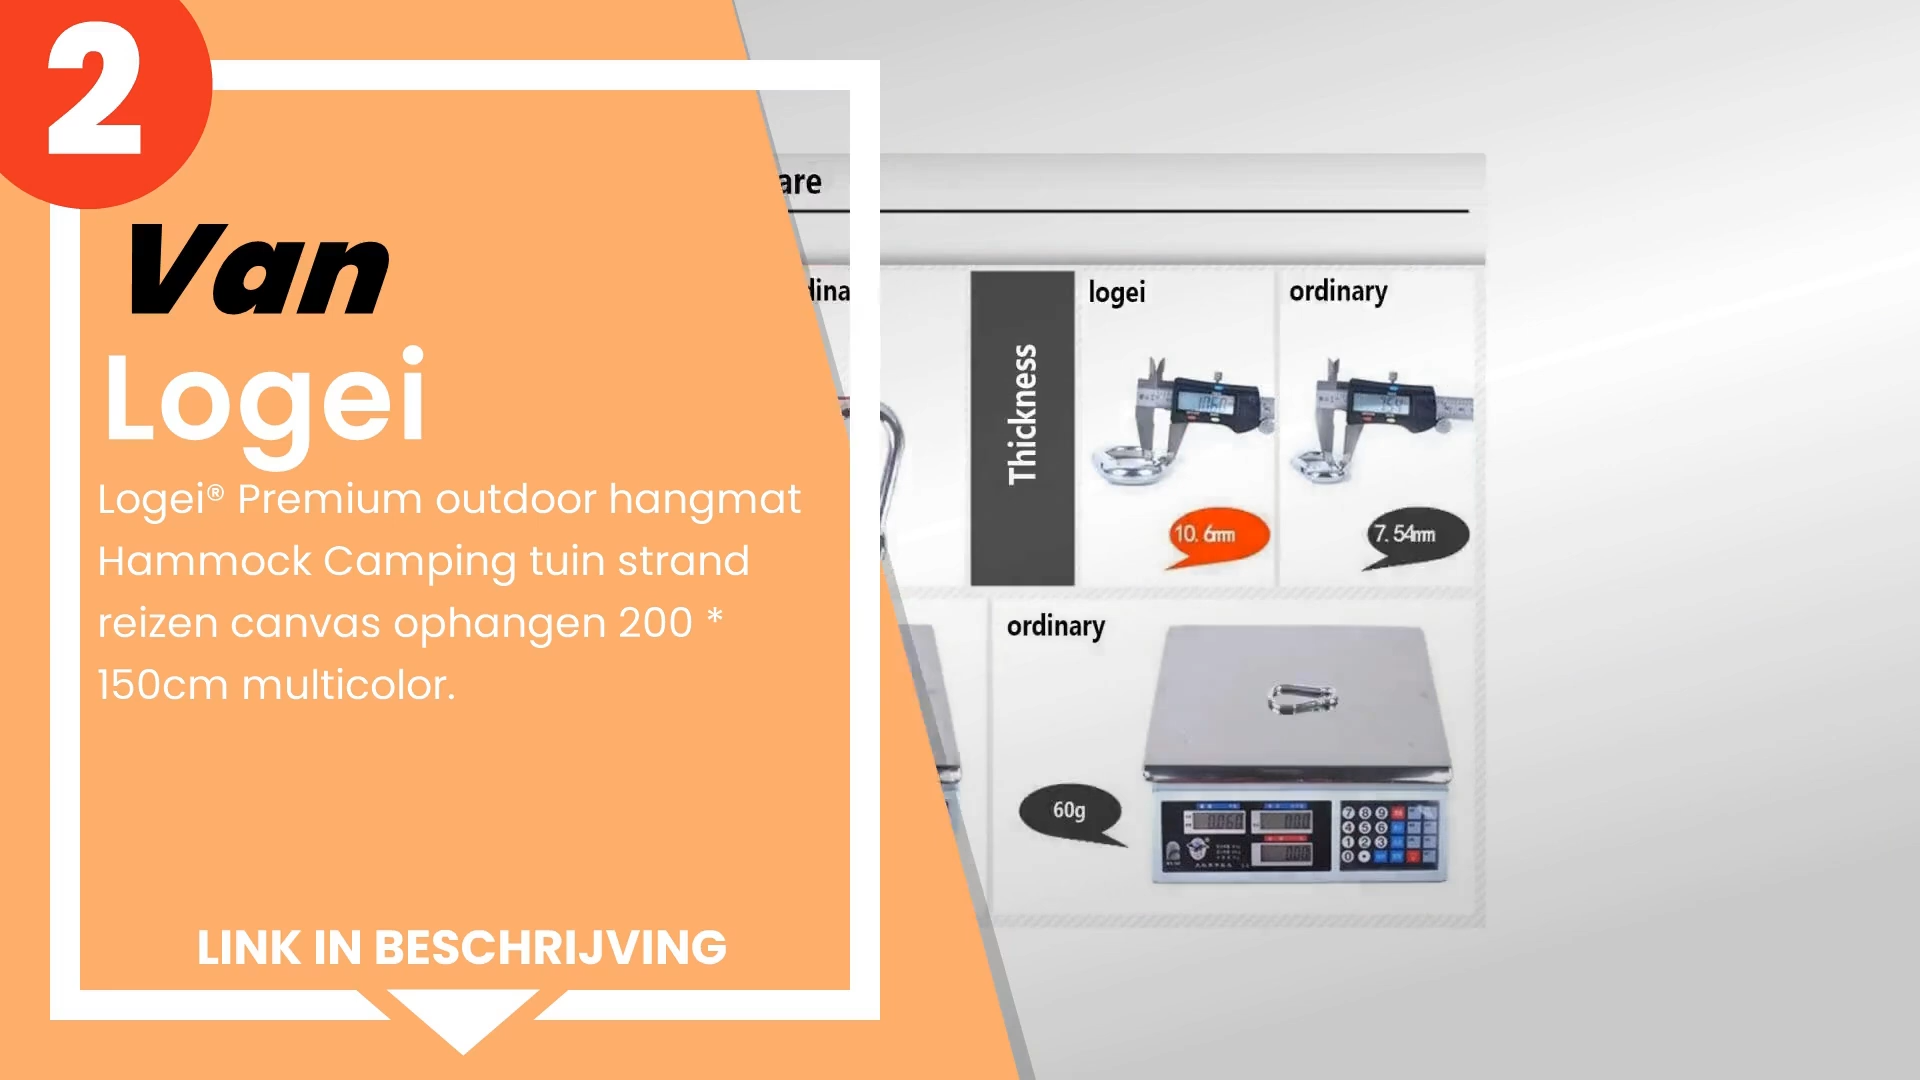 2
Van
Logei
Logei® Premium outdoor hangmat
Hammock Camping tuin strand
reizen canvas ophangen 200 *
150cm multicolor.
LINK IN BESCHRIJVING
are
dina
Thickness
logei
ordinary
10.6mm
7.54mm
ordinary
60g